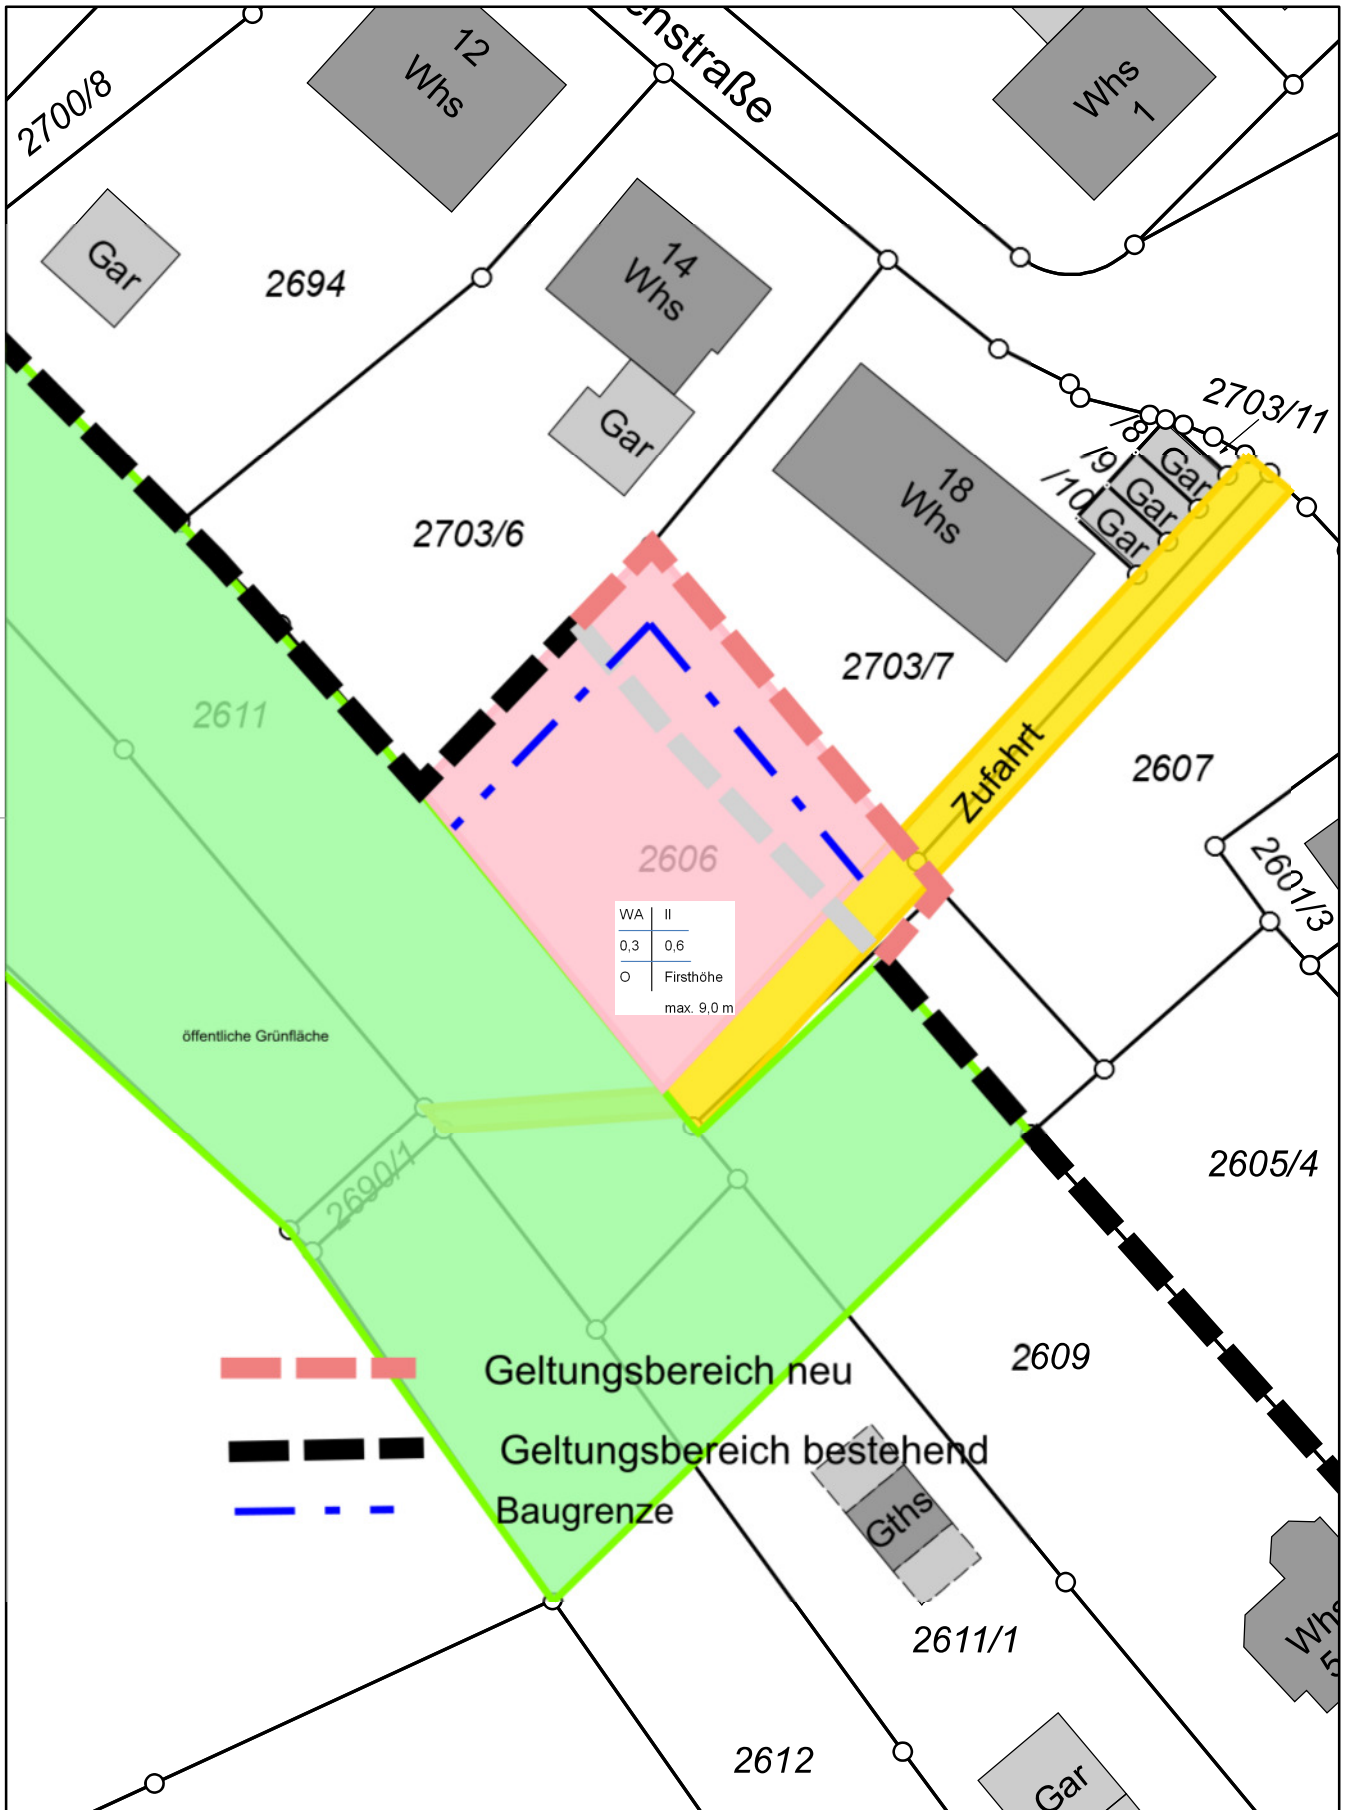 12
Whs
enstraße
Whs
1
2700/8
Gar
2694
14
Whs
Gar
2703/11
/8
/9
/10
Gar
Gar
Gar
18
Whs
2703/6
2703/7
2611
Zufahrt
2607
2606
2601/3
WA II
0,3 0,6
O Firsthöhe
max. 9,0 m
öffentliche Grünfläche
2690/1
2605/4
2609
Geltungsbereich neu
Geltungsbereich bestehend
Baugrenze
Gths
2611/1
Whs
5
2612
Gar